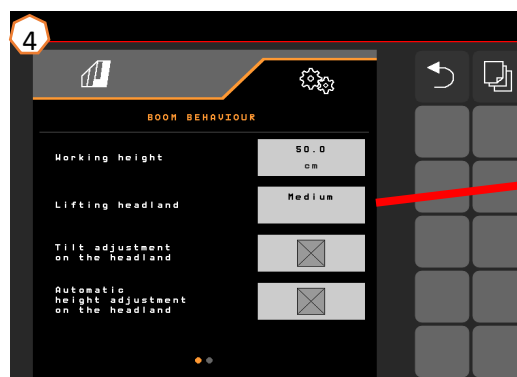 4
BOOM BEHAVIOUR
Working height
50.0
cm
Lifting headland
Medium
Tilt adjustment
on the headland
Automatic
height adjustment
on the headland